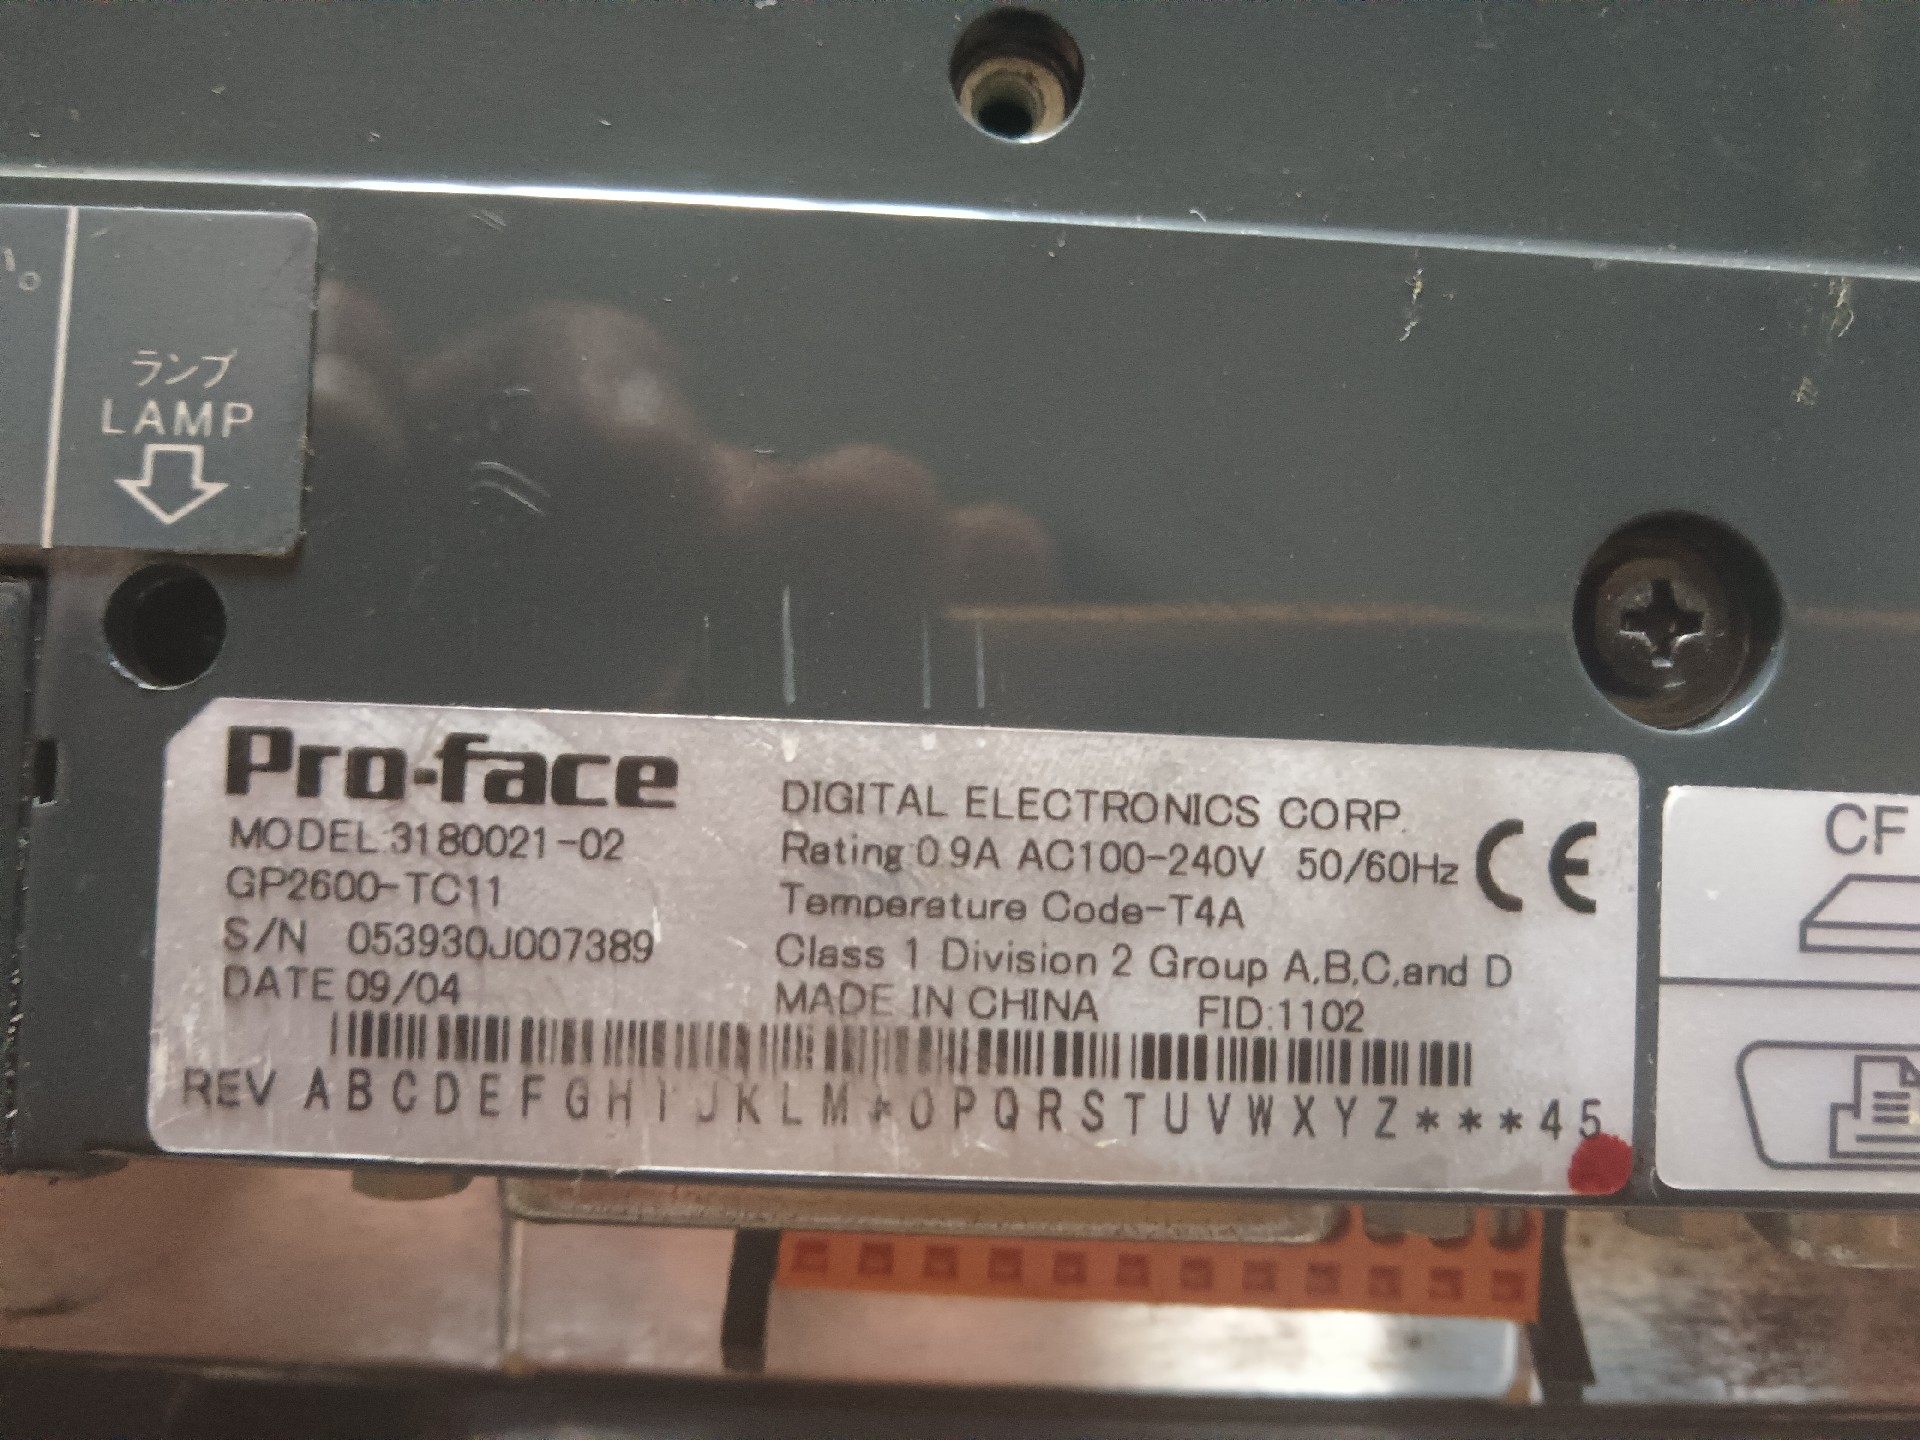 ランプ
LAMP
Pro-face
MODEL 3180021-02
GP2600-TC11
S/N 053930J007389
DATE 09/04
DIGITAL ELECTRONICS CORP.
Rating 0.9A AC100-240V 50/60Hz
Temperature Code-T4A
Class 1 Division 2 Group A,B,C,and D
MADE IN CHINA FID:1102
CE
REV A B C D E F G H I J K L M * O P Q R S T U V W X Y Z * * * 4 5
CF